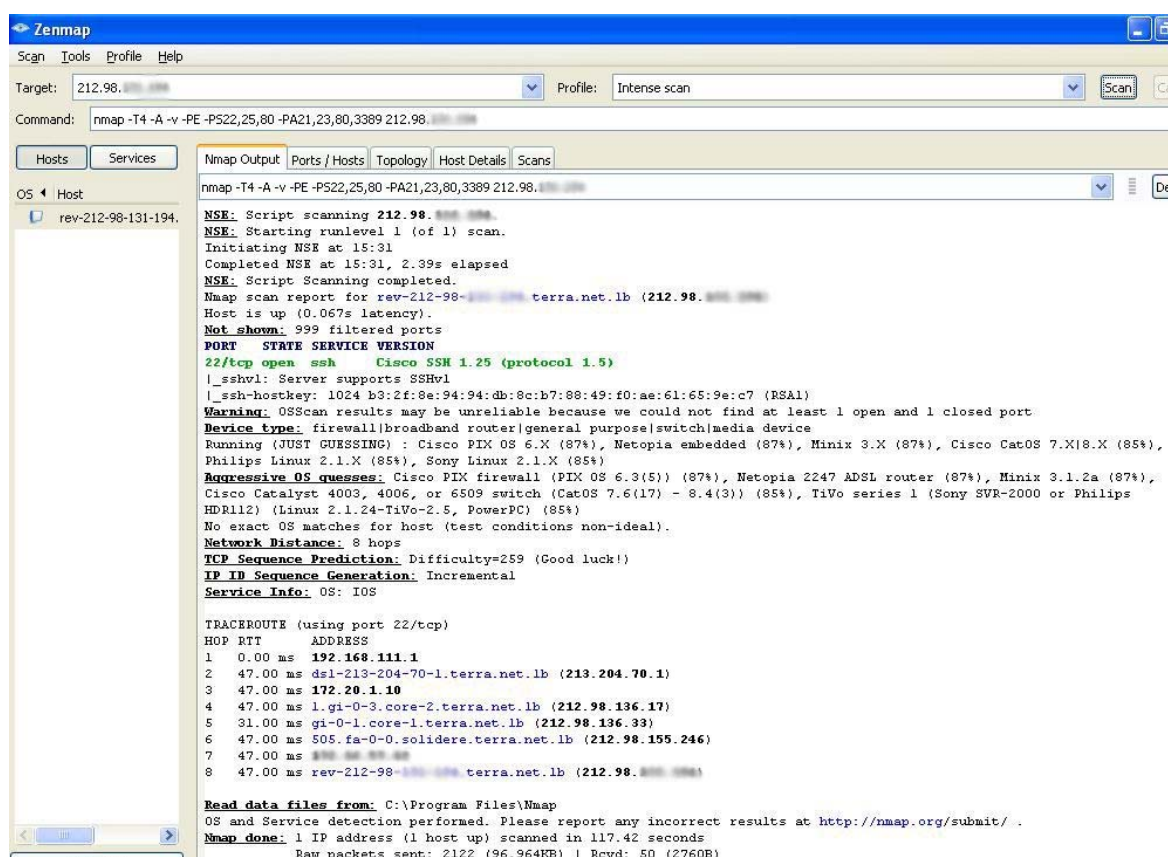 Zenmap
Scan Tools Profile Help
Target: 212.98. Profile: Intense scan Scan
Command: nmap -T4 -A -v -PE -PS22,25,80 -PA21,23,80,3389 212.98.
Hosts Services
Nmap Output Ports / Hosts Topology Host Details Scans
OS Host
rev-212-98-131-194.
nmap -T4 -A -v -PE -PS22,25,80 -PA21,23,80,3389 212.98.
NSE: Script scanning 212.98.
NSE: Starting runlevel 1 (of 1) scan.
Initiating NSE at 15:31
Completed NSE at 15:31, 2.39s elapsed
NSE: Script Scanning completed.
Nmap scan report for rev-212-98- .terra.net.lb (212.98.
Host is up (0.067s latency).
Not shown: 999 filtered ports
PORT STATE SERVICE VERSION
22/tcp open ssh Cisco SSH 1.25 (protocol 1.5)
|_sshv1: Server supports SSHv1
|_ssh-hostkey: 1024 b3:2f:8e:94:94:db:8c:b7:88:49:f0:ae:61:65:9e:c7 (RSA1)
Warning: OSScan results may be unreliable because we could not find at least 1 open and 1 closed port
Device type: firewall|broadband router|general purpose|switch|media device
Running (JUST GUESSING) : Cisco PIX OS 6.X (87%), Netopia embedded (87%), Minix 3.X (87%), Cisco CatOS 7.X|8.X (85%),
Philips Linux 2.1.X (85%), Sony Linux 2.1.X (85%)
Aggressive OS guesses: Cisco PIX firewall (PIX OS 6.3(5)) (87%), Netopia 2247 ADSL router (87%), Minix 3.1.2a (87%),
Cisco Catalyst 4003, 4006, or 6509 switch (CatOS 7.6(17) - 8.4(3)) (85%), TiVo series 1 (Sony SVR-2000 or Philips
HDR112) (Linux 2.1.24-TiVo-2.5, PowerPC) (85%)
No exact OS matches for host (test conditions non-ideal).
Network Distance: 8 hops
TCP Sequence Prediction: Difficulty=259 (Good luck!)
IP ID Sequence Generation: Incremental
Service Info: OS: IOS
TRACEROUTE (using port 22/tcp)
HOP RTT ADDRESS
1 0.00 ms 192.168.111.1
2 47.00 ms dsl-213-204-70-1.terra.net.lb (213.204.70.1)
3 47.00 ms 172.20.1.10
4 47.00 ms 1.gi-0-3.core-2.terra.net.lb (212.98.136.17)
5 31.00 ms gi-0-1.core-1.terra.net.lb (212.98.136.33)
6 47.00 ms 505.fa-0-0.solidere.terra.net.lb (212.98.155.246)
7 47.00 ms
8 47.00 ms rev-212-98- .terra.net.lb (212.98. )
Read data files from: C:\Program Files\Nmap
OS and Service detection performed. Please report any incorrect results at http://nmap.org/submit/ .
Nmap done: 1 IP address (1 host up) scanned in 117.42 seconds
Raw packets sent: 2122 (96.964KB) | Rcvd: 50 (2760B)